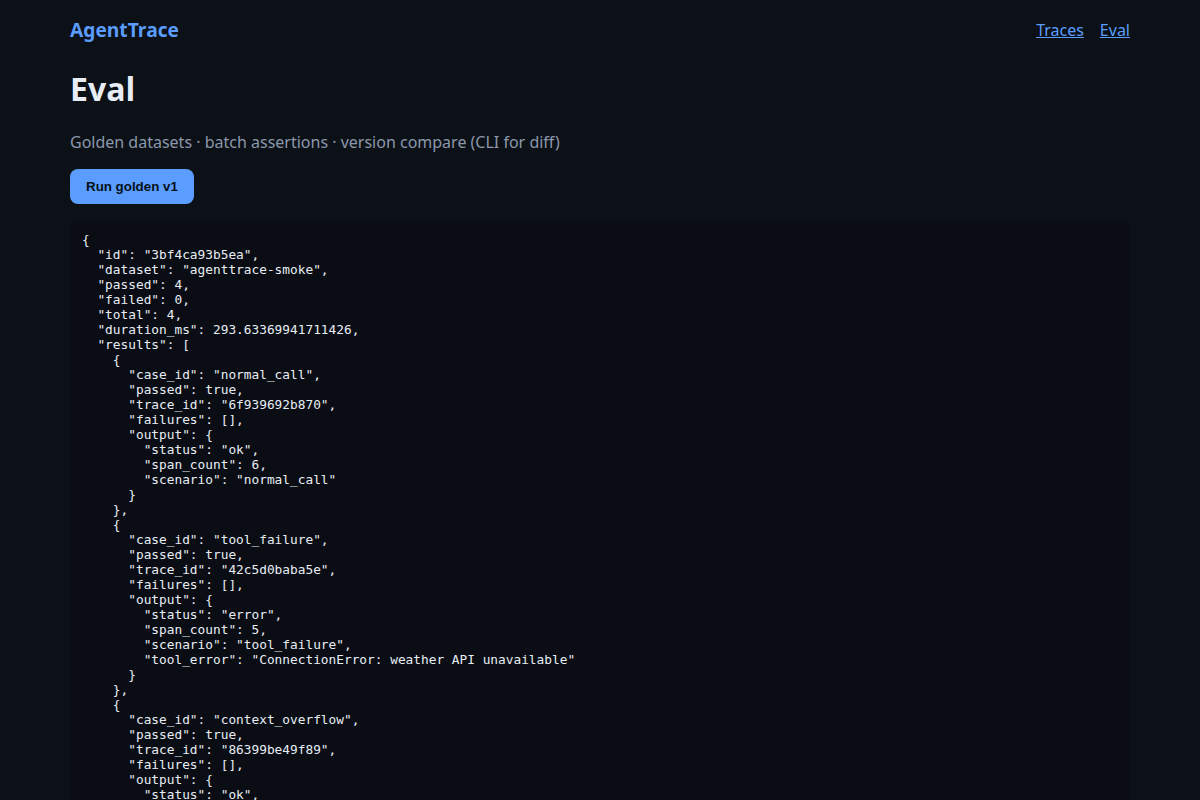 AgentTrace
Traces Eval
Eval
Golden datasets · batch assertions · version compare (CLI for diff)
Run golden v1
{
  "id": "3bf4ca93b5ea",
  "dataset": "agenttrace-smoke",
  "passed": 4,
  "failed": 0,
  "total": 4,
  "duration_ms": 293.63369941711426,
  "results": [
    {
      "case_id": "normal_call",
      "passed": true,
      "trace_id": "6f939692b870",
      "failures": [],
      "output": {
        "status": "ok",
        "span_count": 6,
        "scenario": "normal_call"
      }
    },
    {
      "case_id": "tool_failure",
      "passed": true,
      "trace_id": "42c5d0baba5e",
      "failures": [],
      "output": {
        "status": "error",
        "span_count": 5,
        "scenario": "tool_failure",
        "tool_error": "ConnectionError: weather API unavailable"
      }
    },
    {
      "case_id": "context_overflow",
      "passed": true,
      "trace_id": "86399be49f89",
      "failures": [],
      "output": {
        "status": "ok",